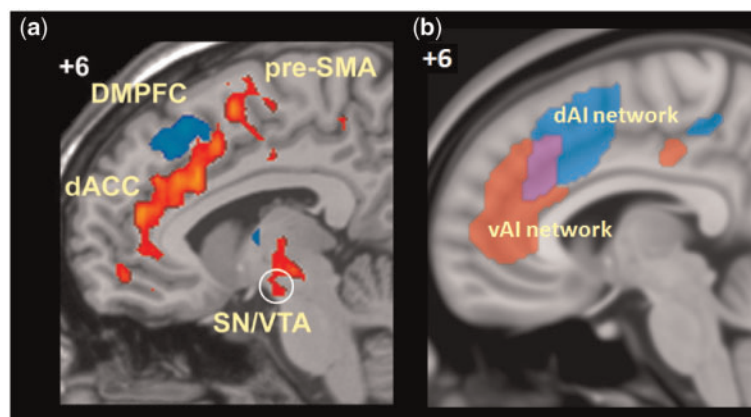 (a)
+6
pre-SMA
DMPFC
dACC
SN/VTA
(b)
+6
dAI network
vAI network